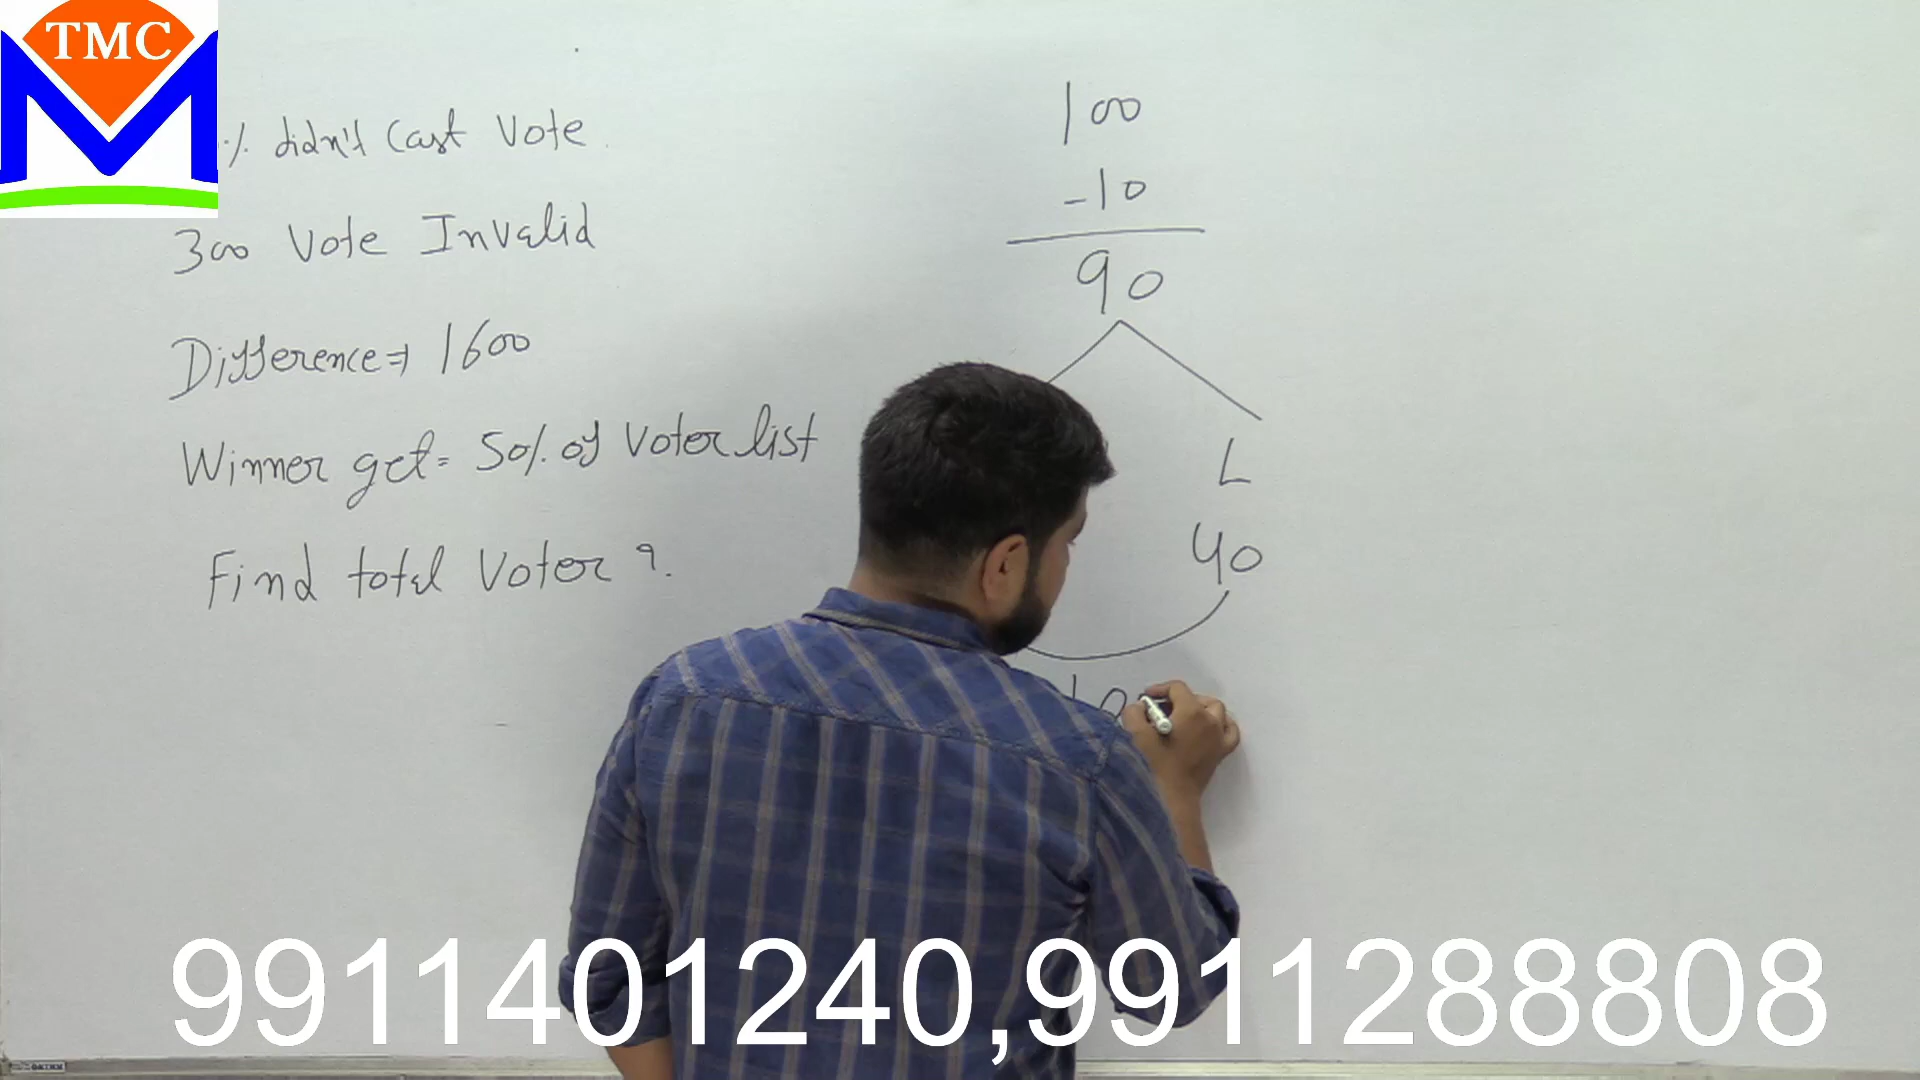 TMC
% didn't Cast Vote
300 Vote Invalid
Difference⇒ 1600
Winner get= 50% of Voter list
Find total Voter ?
100
-10
90
L
40
9911401240,9911288808